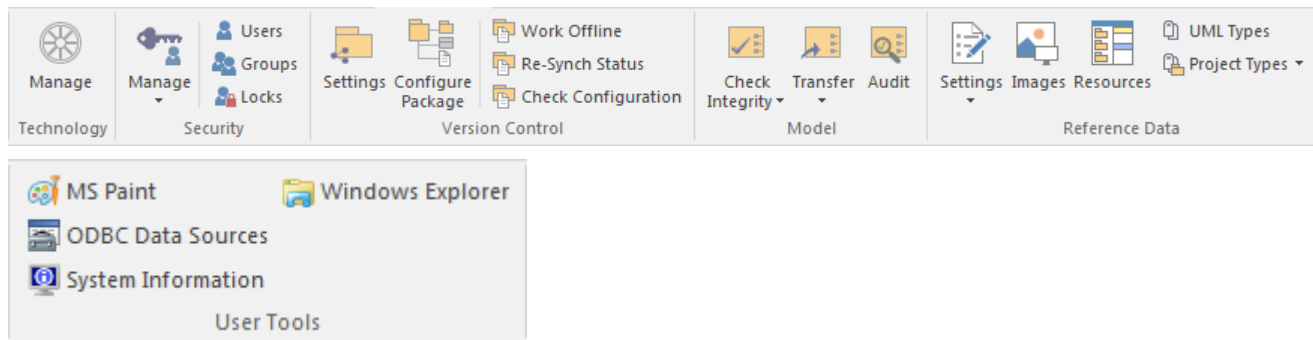 Manage
Technology
Manage
Users
Groups
Locks
Security
Settings
Configure
Package
Work Offline
Re-Synch Status
Check Configuration
Version Control
Check
Integrity
Transfer
Audit
Model
Settings
Images
Resources
UML Types
Project Types
Reference Data
MS Paint
Windows Explorer
ODBC Data Sources
System Information
User Tools